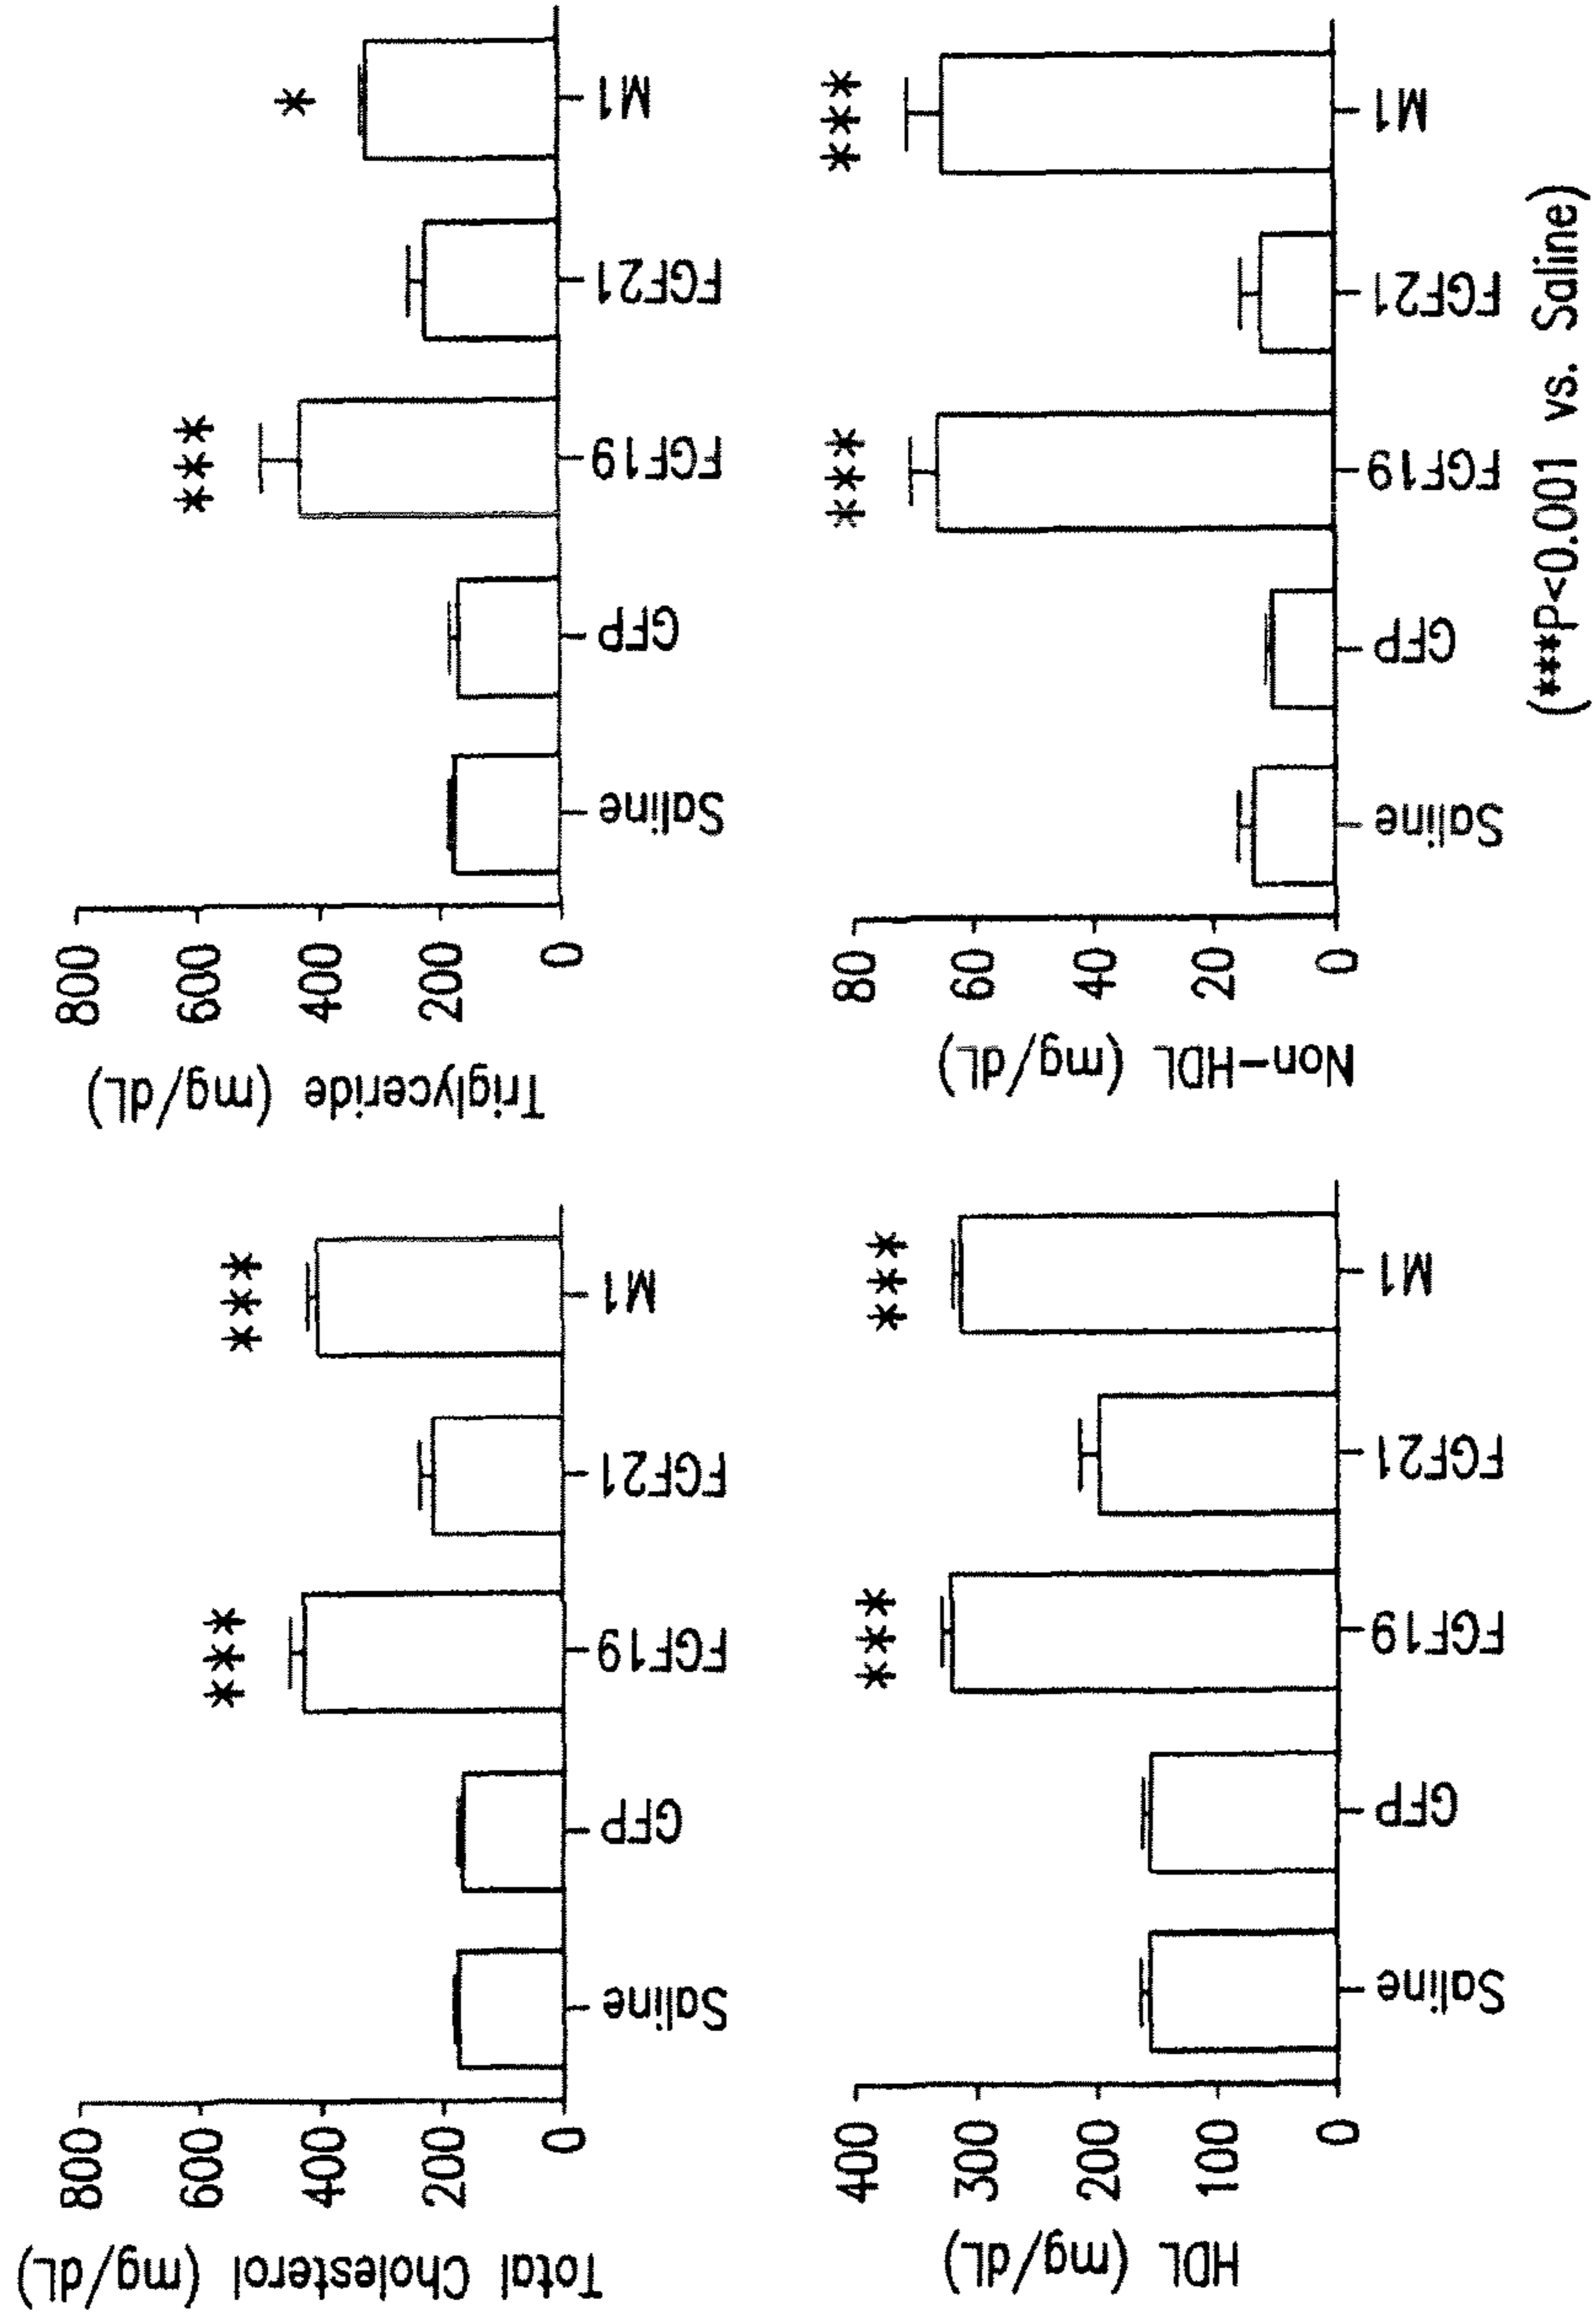 Total Cholesterol (mg/dL)
800
600
400
200
0
***
***
Saline
GFP
FGF19
FGF21
M1
Triglyceride (mg/dL)
800
600
400
200
0
***
*
Saline
GFP
FGF19
FGF21
M1
HDL (mg/dL)
400
300
200
100
0
***
***
Saline
GFP
FGF19
FGF21
M1
Non-HDL (mg/dL)
80
60
40
20
0
***
***
Saline
GFP
FGF19
FGF21
M1
(***P<0.001 vs. Saline)